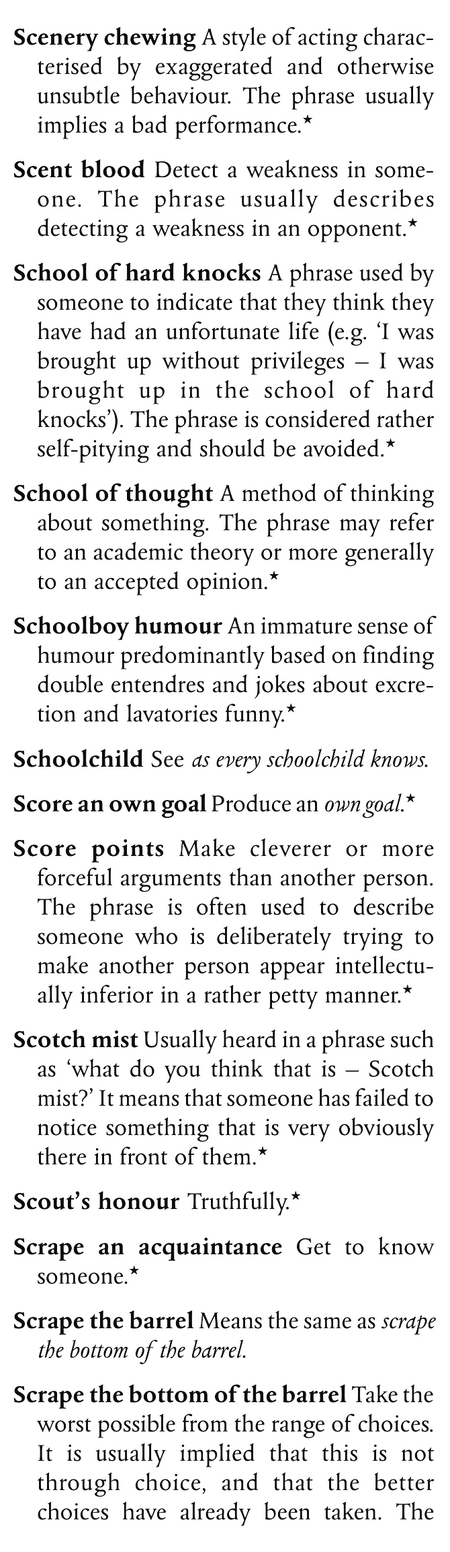 Scenery chewing A style of acting charac-
terised by exaggerated and otherwise
unsubtle behaviour. The phrase usually
implies a bad performance.★
Scent blood Detect a weakness in some-
one. The phrase usually describes
detecting a weakness in an opponent.★
School of hard knocks A phrase used by
someone to indicate that they think they
have had an unfortunate life (e.g. ‘I was
brought up without privileges – I was
brought up in the school of hard
knocks’). The phrase is considered rather
self-pitying and should be avoided.★
School of thought A method of thinking
about something. The phrase may refer
to an academic theory or more generally
to an accepted opinion.★
Schoolboy humour An immature sense of
humour predominantly based on finding
double entendres and jokes about excre-
tion and lavatories funny.★
Schoolchild See as every schoolchild knows.
Score an own goal Produce an own goal.★
Score points Make cleverer or more
forceful arguments than another person.
The phrase is often used to describe
someone who is deliberately trying to
make another person appear intellectu-
ally inferior in a rather petty manner.★
Scotch mist Usually heard in a phrase such
as ‘what do you think that is – Scotch
mist?’ It means that someone has failed to
notice something that is very obviously
there in front of them.★
Scout’s honour Truthfully.★
Scrape an acquaintance Get to know
someone.★
Scrape the barrel Means the same as scrape
the bottom of the barrel.
Scrape the bottom of the barrel Take the
worst possible from the range of choices.
It is usually implied that this is not
through choice, and that the better
choices have already been taken. The